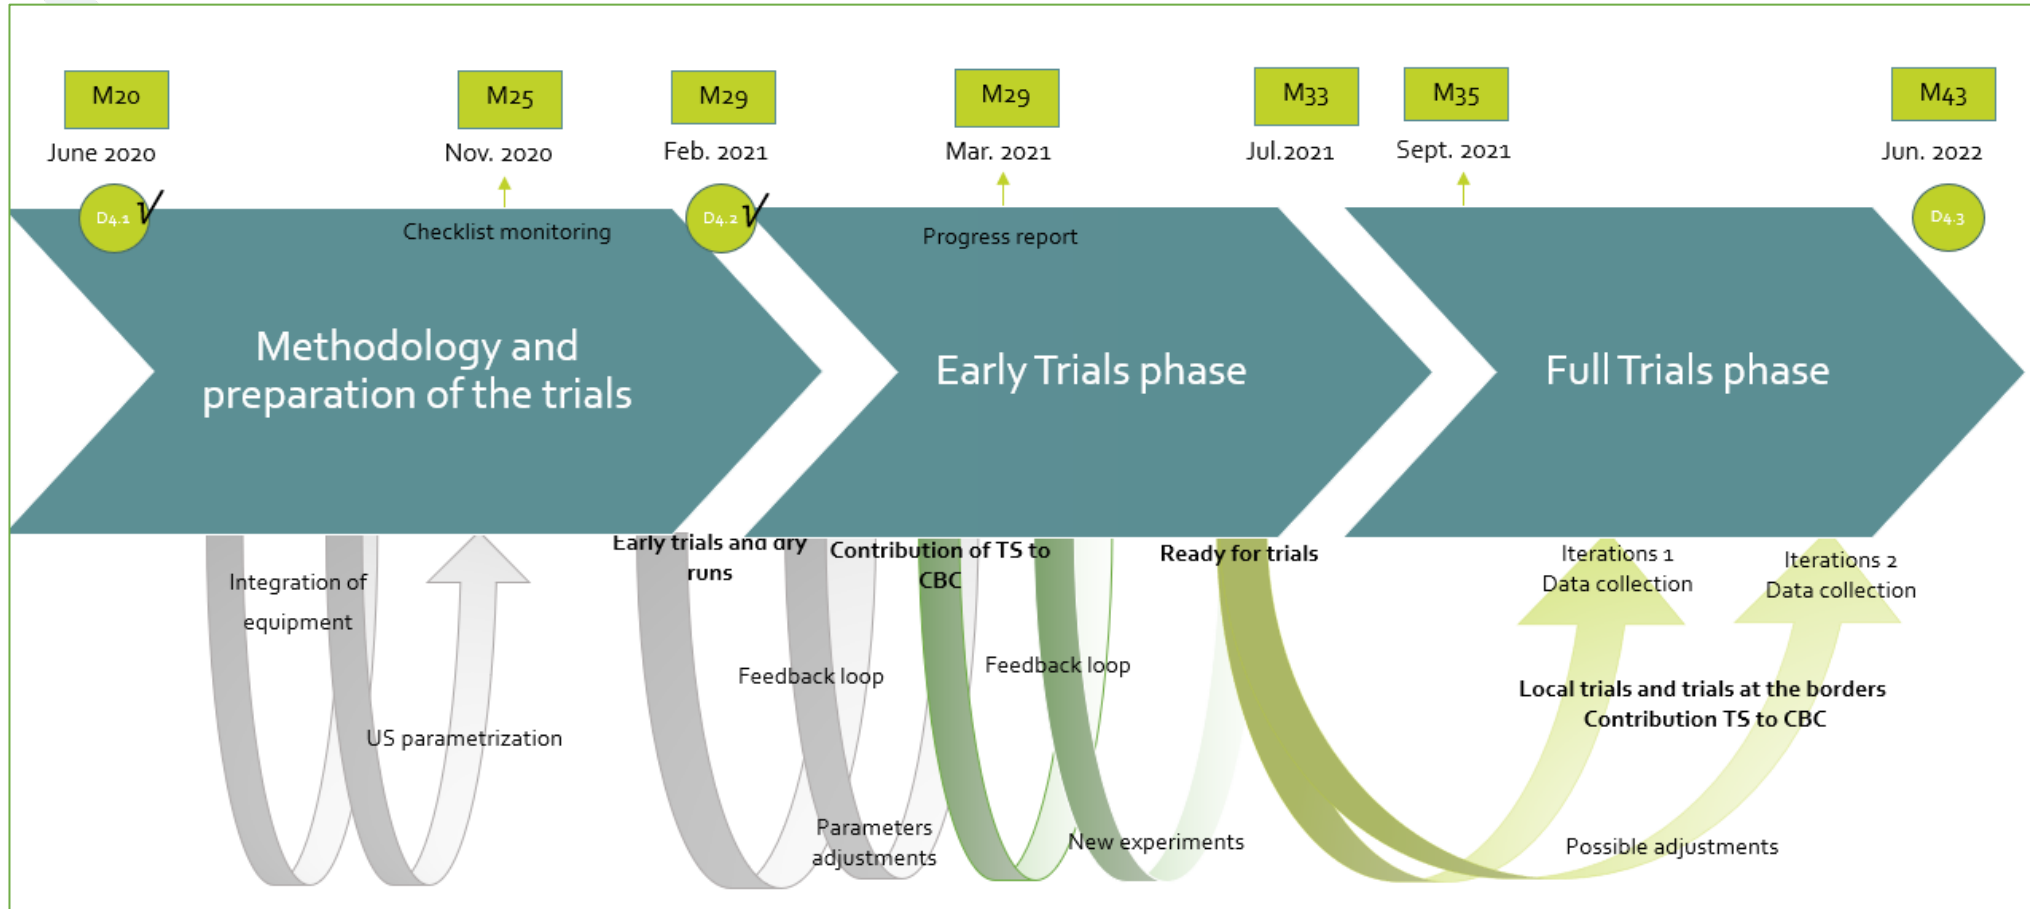 M20
M25
M29
M29
M33
M35
M43
June 2020
Nov. 2020
Feb. 2021
Mar. 2021
Jul.2021
Sept. 2021
Jun. 2022
D4.1 √
D4.2 √
D4.3
Checklist monitoring
Progress report
Methodology and
preparation of the trials
Early Trials phase
Full Trials phase
Integration of
equipment
US parametrization
Early trials and dry
runs
Feedback loop
Parameters
adjustments
Contribution of TS to
CBC
Feedback loop
New experiments
Ready for trials
Iterations 1
Data collection
Iterations 2
Data collection
Local trials and trials at the borders
Contribution TS to CBC
Possible adjustments